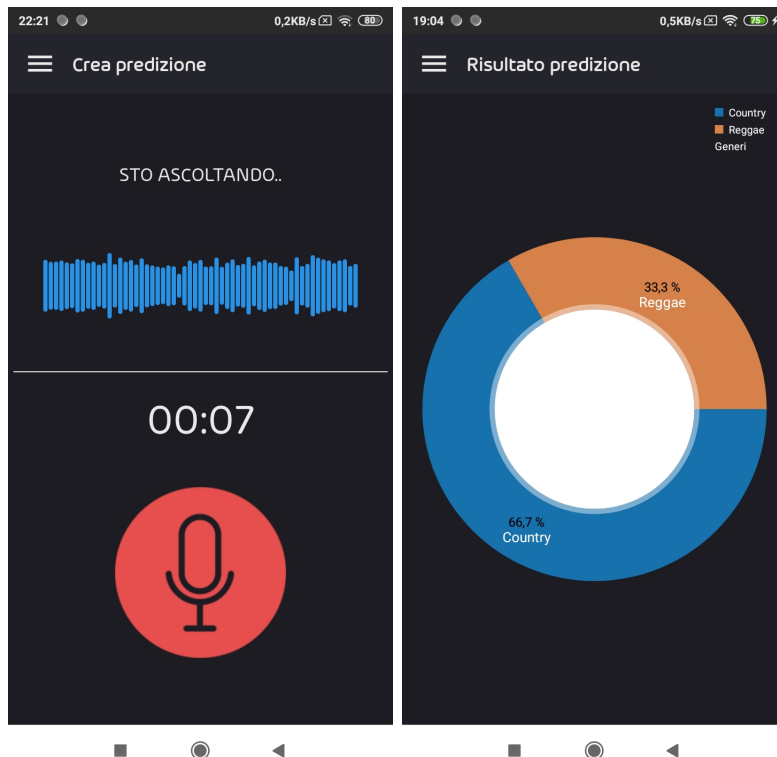 22:21 0,2KB/s 80
Crea predizione
STO ASCOLTANDO..
00:07
19:04 0,5KB/s 75
Risultato predizione
Country
Reggae
Generi
33,3 %
Reggae
66,7 %
Country